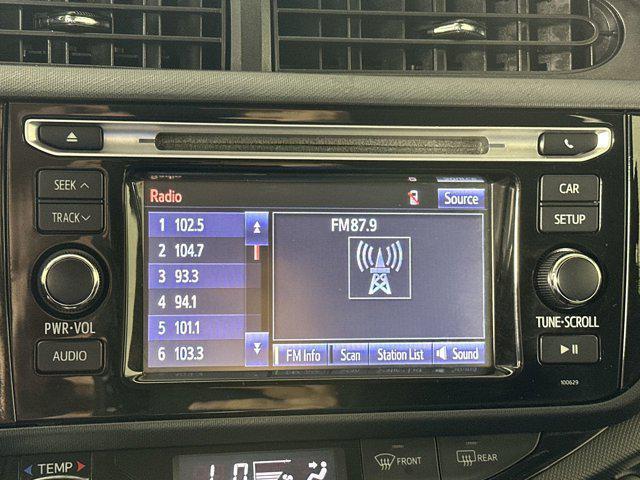 SEEK
TRACK
PWR•VOL
AUDIO
Radio
Source
1 102.5
2 104.7
3 93.3
4 94.1
5 101.1
6 103.3
FM87.9
FM Info Scan Station List Sound
CAR
SETUP
TUNE•SCROLL
100629
TEMP
LO
FRONT
REAR